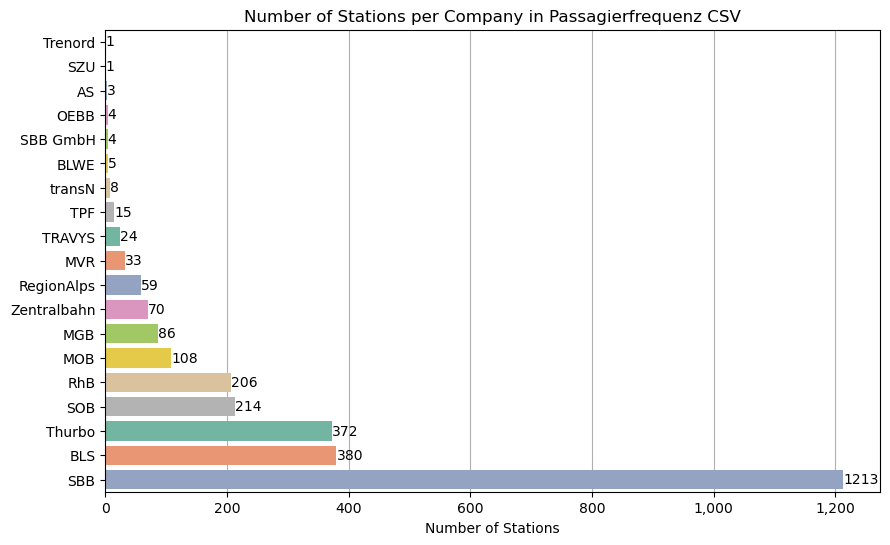 Number of Stations per Company in Passagierfrequenz CSV
Trenord 1
SZU 1
AS 3
OEBB 4
SBB GmbH 4
BLWE 5
transN 8
TPF 15
TRAVYS 24
MVR 33
RegionAlps 59
Zentralbahn 70
MGB 86
MOB 108
RhB 206
SOB 214
Thurbo 372
BLS 380
SBB 1213
0 200 400 600 800 1,000 1,200
Number of Stations